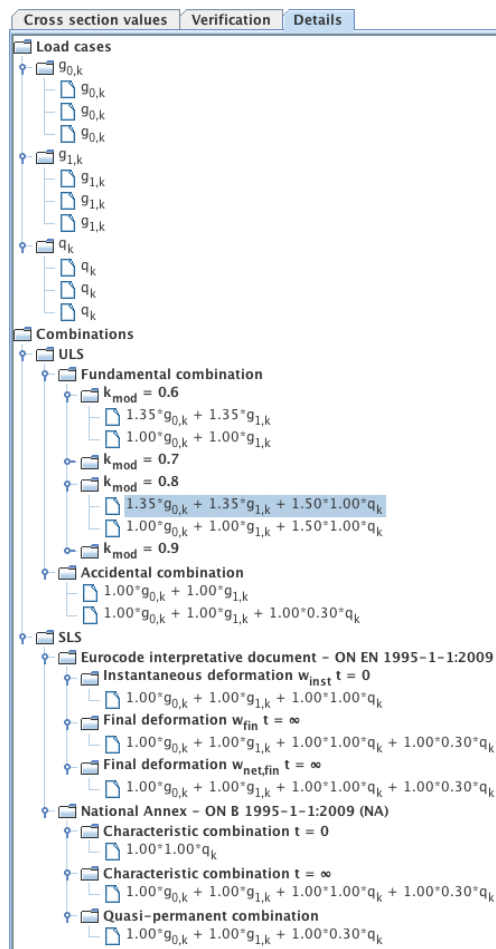 Cross section values Verification Details
Load cases
g0,k
g0,k
g0,k
g0,k
g1,k
g1,k
g1,k
g1,k
qk
qk
qk
qk
Combinations
ULS
Fundamental combination
kmod = 0.6
1.35*g0,k + 1.35*g1,k
1.00*g0,k + 1.00*g1,k
kmod = 0.7
kmod = 0.8
1.35*g0,k + 1.35*g1,k + 1.50*1.00*qk
1.00*g0,k + 1.00*g1,k + 1.50*1.00*qk
kmod = 0.9
Accidental combination
1.00*g0,k + 1.00*g1,k
1.00*g0,k + 1.00*g1,k + 1.00*0.30*qk
SLS
Eurocode interpretative document – ON EN 1995–1–1:2009
Instantaneous deformation winst t = 0
1.00*g0,k + 1.00*g1,k + 1.00*1.00*qk
Final deformation wfin t = ∞
1.00*g0,k + 1.00*g1,k + 1.00*1.00*qk + 1.00*0.30*qk
Final deformation wnet,fin t = ∞
1.00*g0,k + 1.00*g1,k + 1.00*1.00*qk + 1.00*0.30*qk
National Annex – ON B 1995–1–1:2009 (NA)
Characteristic combination t = 0
1.00*1.00*qk
Characteristic combination t = ∞
1.00*g0,k + 1.00*g1,k + 1.00*1.00*qk + 1.00*0.30*qk
Quasi–permanent combination
1.00*g0,k + 1.00*g1,k + 1.00*0.30*qk